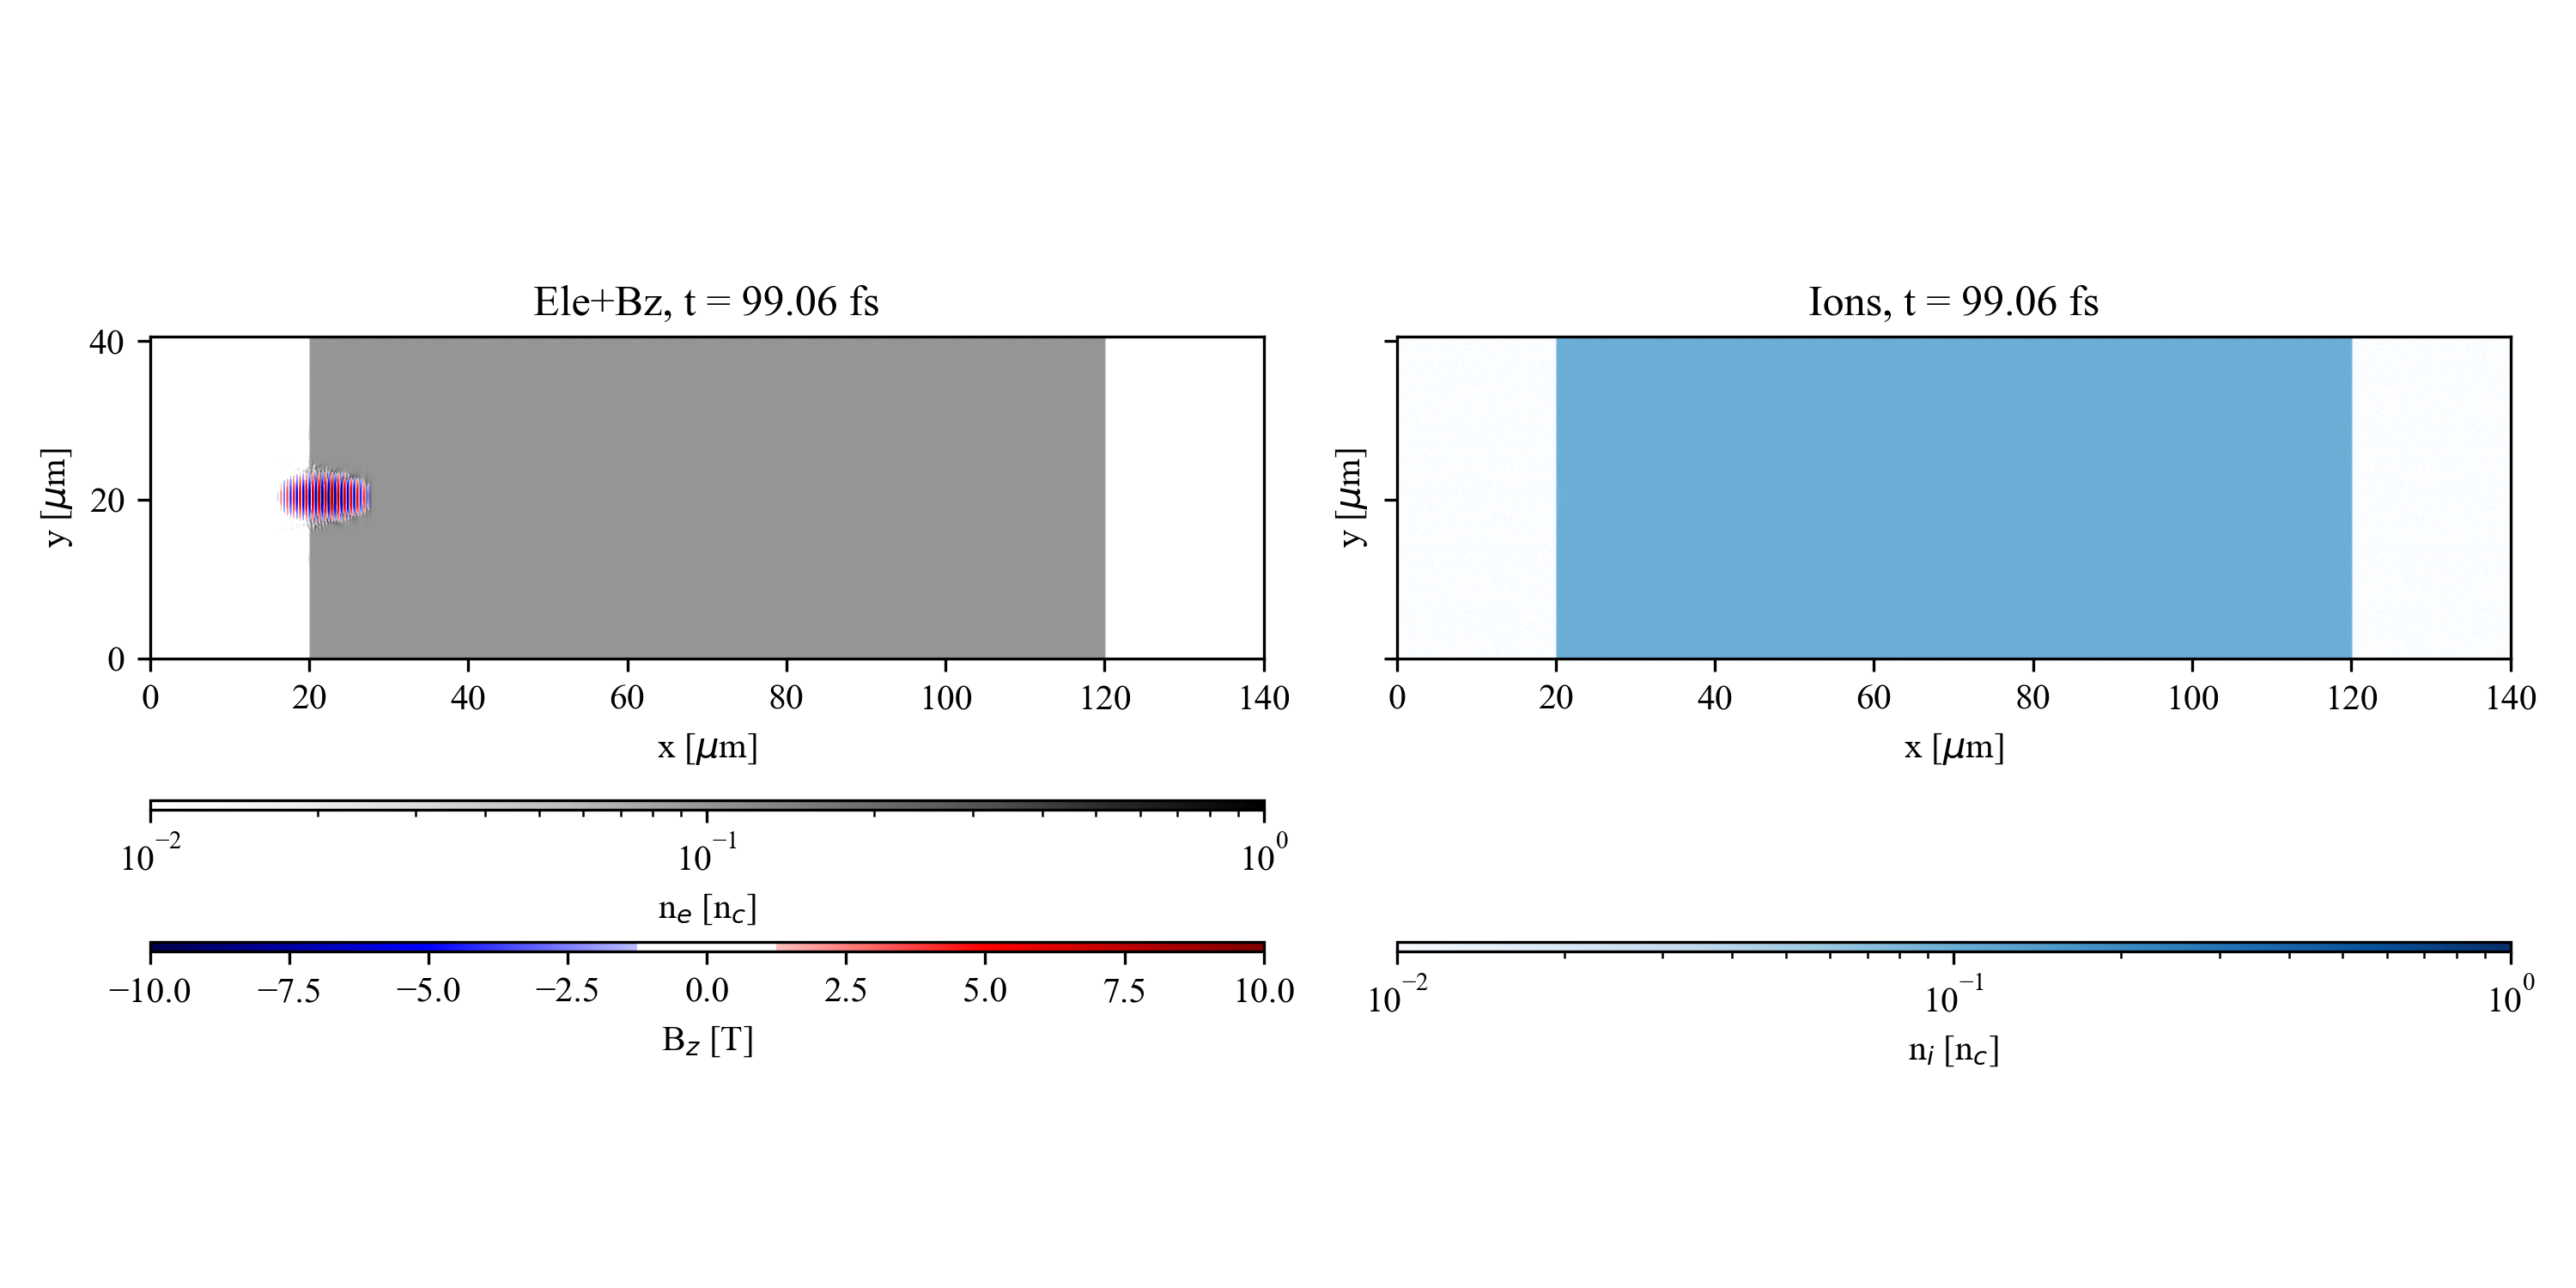 Ele+Bz, t = 99.06 fs
40
20
0
y [μm]
0 20 40 60 80 100 120 140
x [μm]
10⁻² 10⁻¹ 10⁰
nₑ [n_c]
−10.0 −7.5 −5.0 −2.5 0.0 2.5 5.0 7.5 10.0
B_z [T]
Ions, t = 99.06 fs
y [μm]
0 20 40 60 80 100 120 140
x [μm]
10⁻² 10⁻¹ 10⁰
nᵢ [n_c]